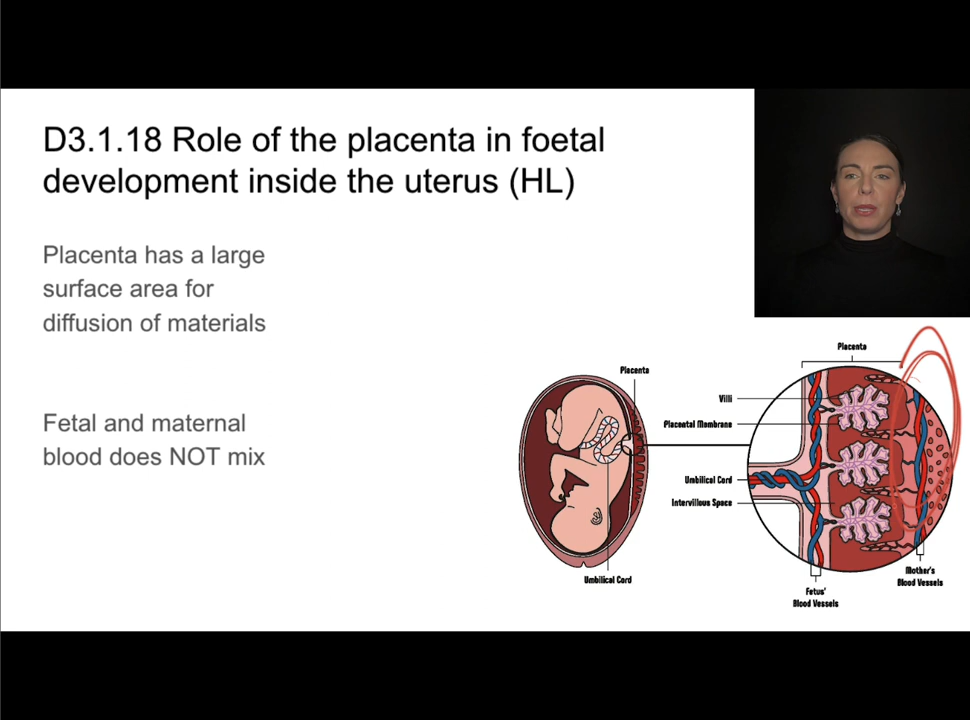 D3.1.18 Role of the placenta in foetal
development inside the uterus (HL)
Placenta has a large
surface area for
diffusion of materials
Fetal and maternal
blood does NOT mix
Placenta
Umbilical Cord
Placenta
Villi
Placental Membrane
Umbilical Cord
Intervillous Space
Fetus'
Blood Vessels
Mother's
Blood Vessels